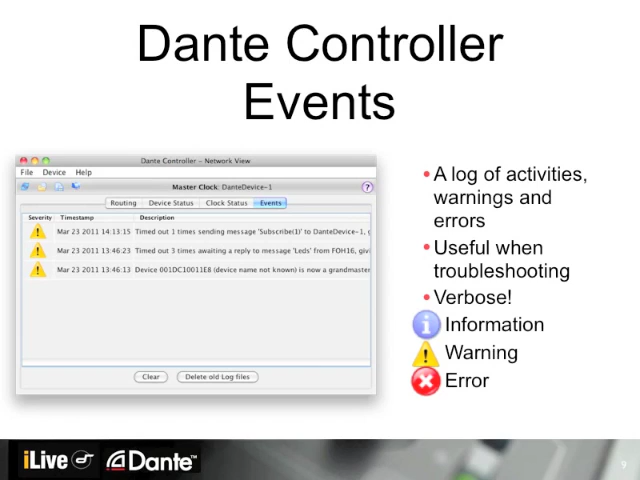 Dante Controller
Events
Dante Controller - Network View
File Device Help
Master Clock: DanteDevice-1
?
Routing Device Status Clock Status Events
Severity Timestamp Description
Mar 23 2011 14:13:15 Timed out 1 times sending message 'Subscribe(1)' to DanteDevice-1, g
Mar 23 2011 13:46:23 Timed out 3 times awaiting a reply to message 'Leds' from FOH16, givi
Mar 23 2011 13:46:13 Device 001DC10011E8 (device name not known) is now a grandmaster
Clear Delete old Log files
• A log of activities,
warnings and
errors
• Useful when
troubleshooting
• Verbose!
Information
Warning
Error
iLive Dante™
9